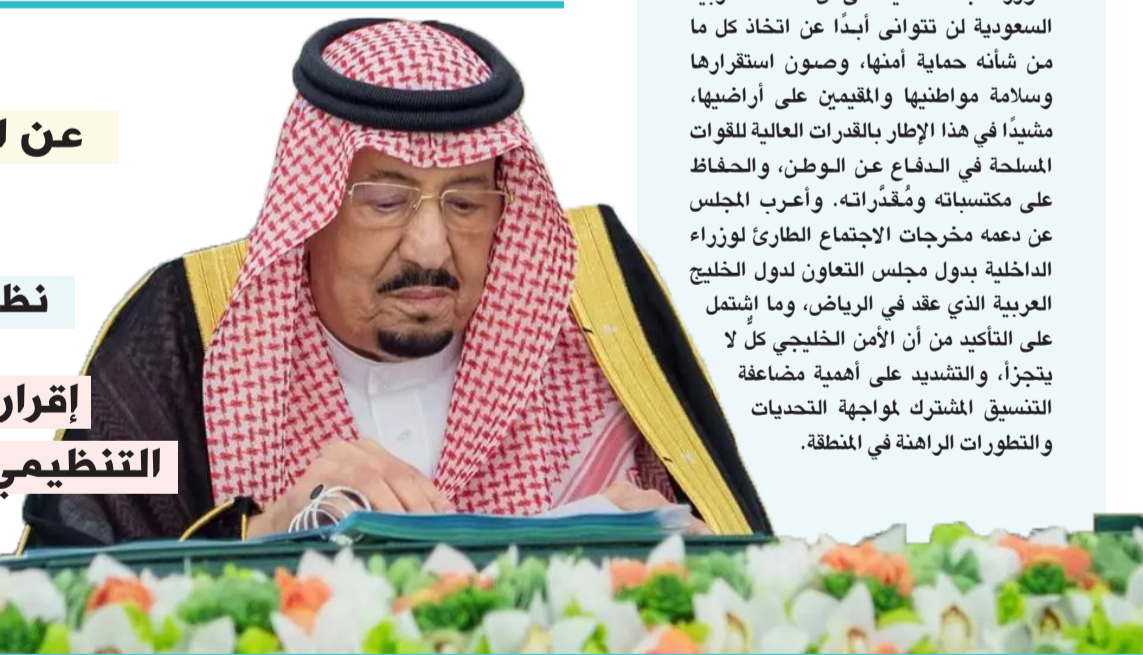 السعودية لن تتوانى أبدًا عن اتخاذ كل ما
من شأنه حماية أمنها، وصون استقرارها
وسلامة مواطنيها والمقيمين على أراضيها،
مشيدًا في هذا الإطار بالقدرات العالية للقوات
المسلحة في الدفاع عن الوطن، والحفاظ
على مكتسباته ومُقدَّراته. وأعرب المجلس
عن دعمه مخرجات الاجتماع الطارئ لوزراء
الداخلية بدول مجلس التعاون لدول الخليج
العربية الذي عقد في الرياض، وما اشتمل
على التأكيد من أن الأمن الخليجي كلٌّ لا
يتجزأ، والتشديد على أهمية مضاعفة
التنسيق المشترك لمواجهة التحديات
والتطورات الراهنة في المنطقة.
عن
إقرار
التنظيمي